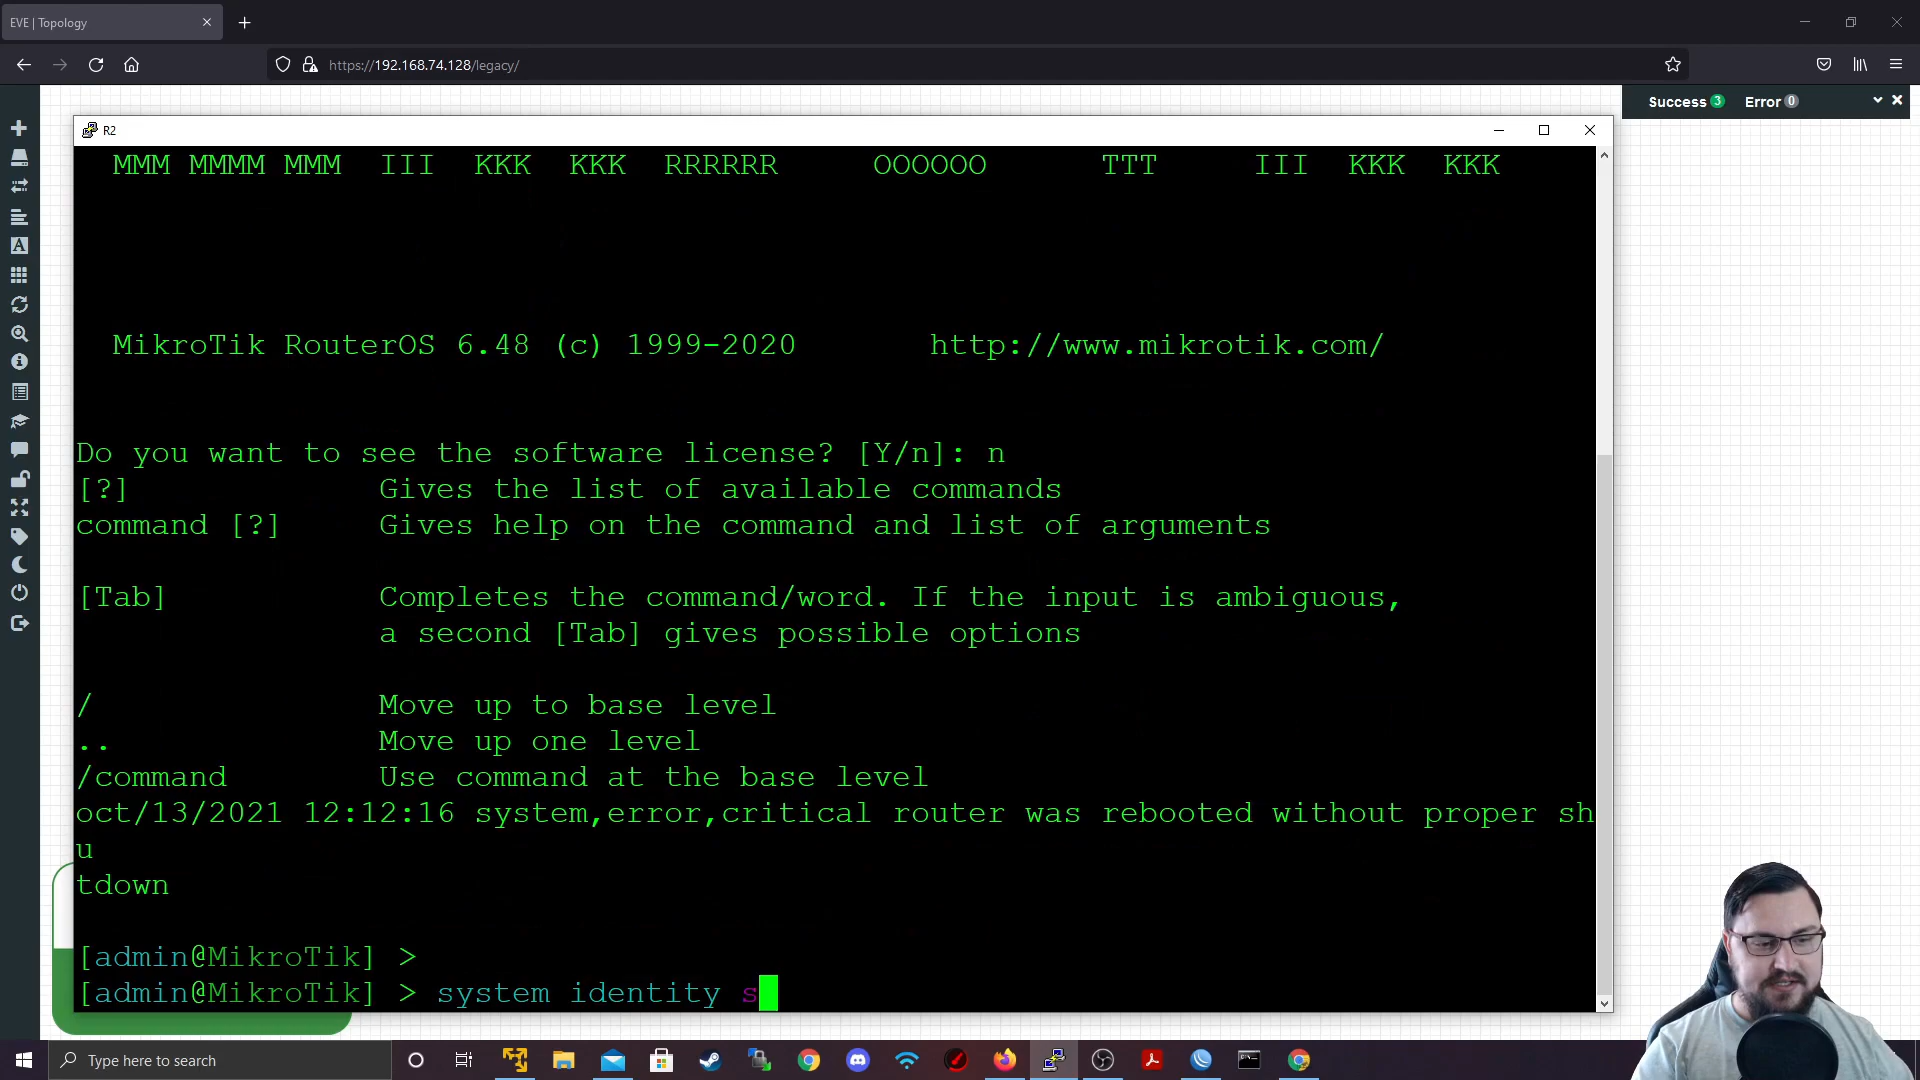 EVE | Topology
https://192.168.74.128/legacy/
Success 3 Error 0
R2
MMM MMMM MMM III KKK KKK RRRRRR OOOOOO TTT III KKK KKK
MikroTik RouterOS 6.48 (c) 1999-2020 http://www.mikrotik.com/
Do you want to see the software license? [Y/n]: n
[?] Gives the list of available commands
command [?] Gives help on the command and list of arguments
[Tab] Completes the command/word. If the input is ambiguous,
a second [Tab] gives possible options
/ Move up to base level
.. Move up one level
/command Use command at the base level
oct/13/2021 12:12:16 system,error,critical router was rebooted without proper sh
u
tdown
[admin@MikroTik] >
[admin@MikroTik] > system identity s
Type here to search